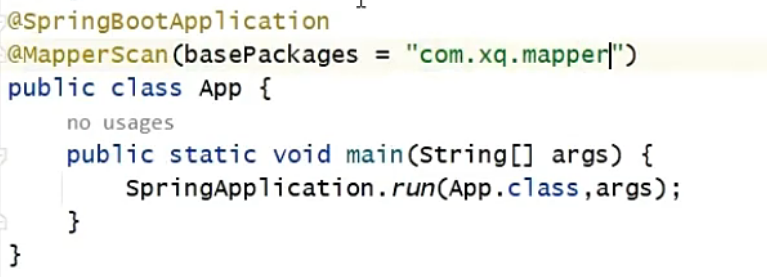 @SpringBootApplication
@MapperScan(basePackages = "com.xq.mapper")
public class App {
no usages
public static void main(String[] args) {
SpringApplication.run(App.class,args);
}
}